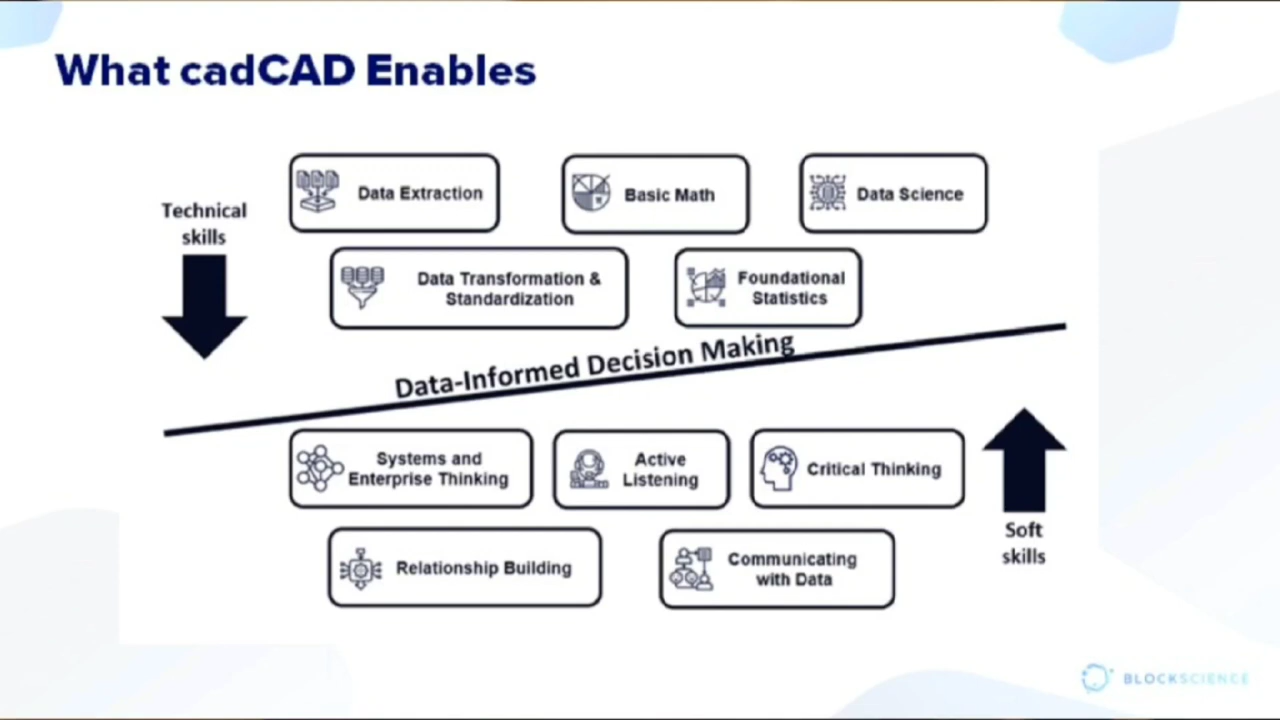 What cadCAD Enables
Data Extraction
Basic Math
Data Science
Technical
skills
Data Transformation &
Standardization
Foundational
Statistics
Data-Informed Decision Making
Systems and
Enterprise Thinking
Active
Listening
Critical Thinking
Relationship Building
Communicating
with Data
Soft
skills
BLOCKSCIENCE